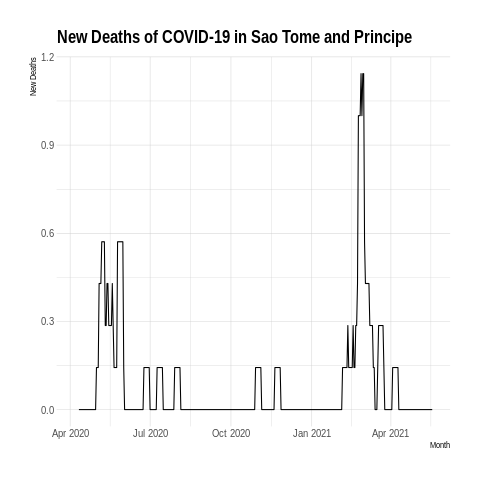 New Deaths of COVID-19 in Sao Tome and Principe
New Deaths
1.2
0.9
0.6
0.3
0.0
Apr 2020
Jul 2020
Oct 2020
Jan 2021
Apr 2021
Month